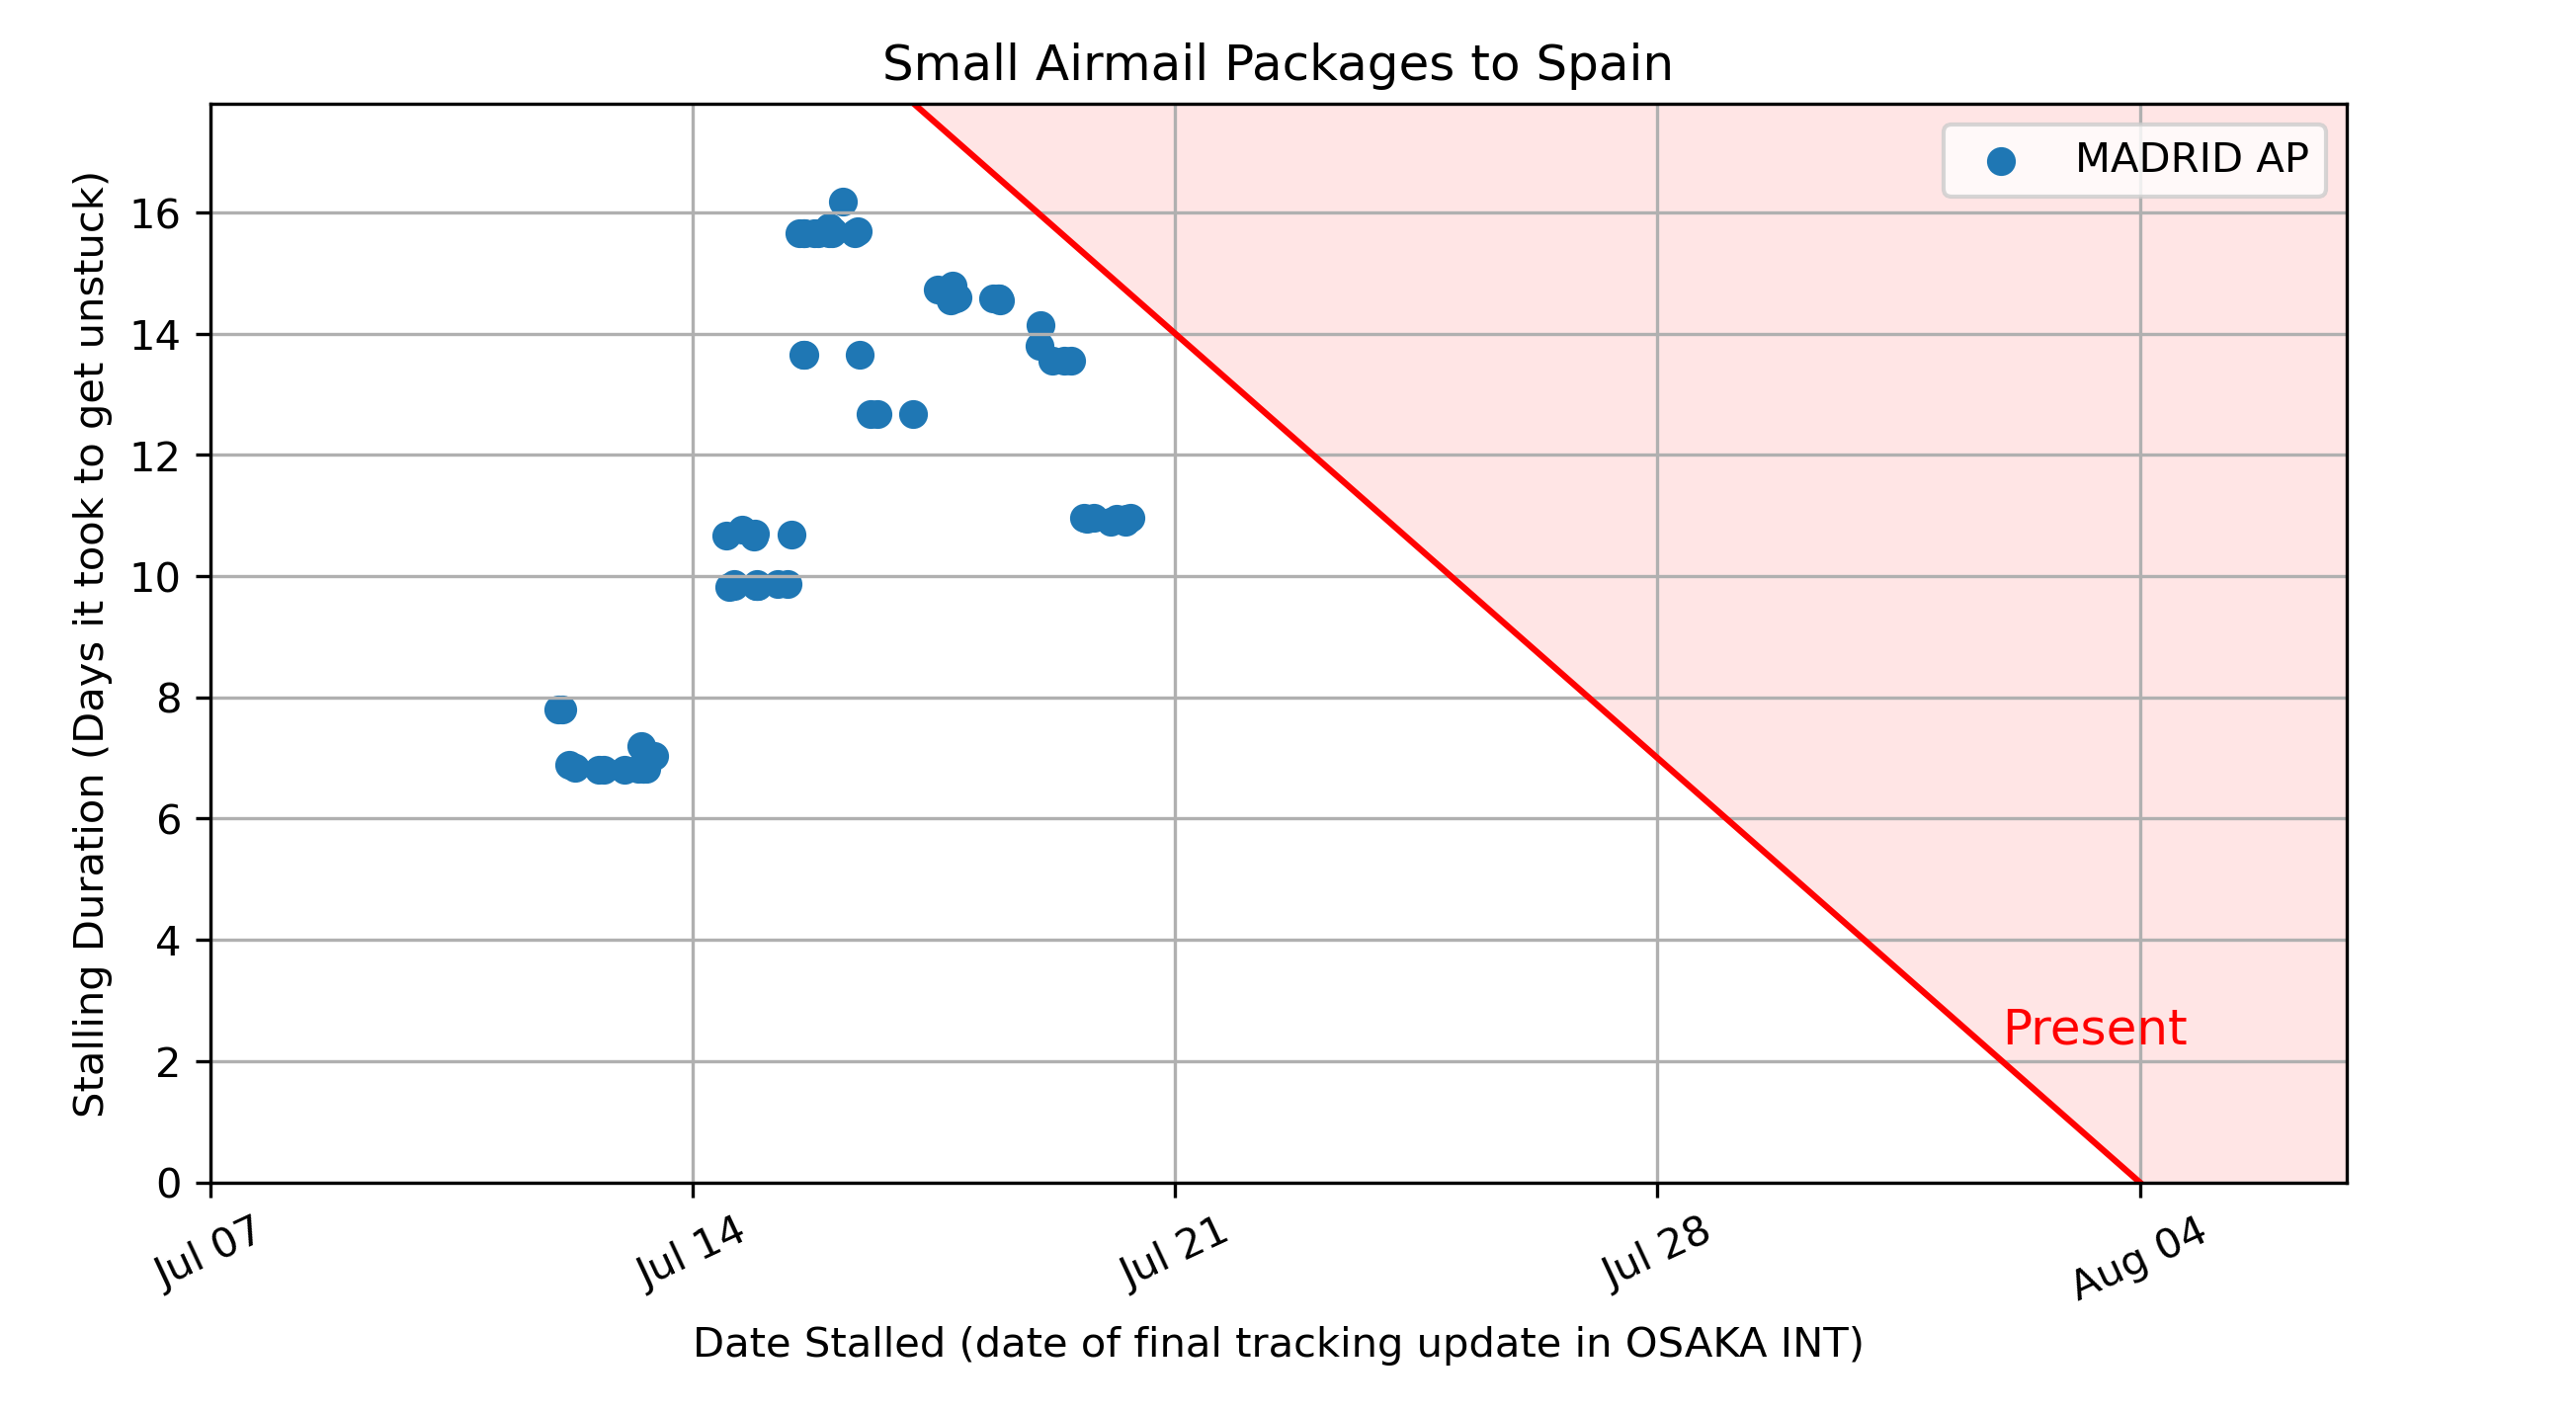 Small Airmail Packages to Spain
MADRID AP
Stalling Duration (Days it took to get unstuck)
16
14
12
10
8
6
4
2
0
Present
Jul 07
Jul 14
Jul 21
Jul 28
Aug 04
Date Stalled (date of final tracking update in OSAKA INT)